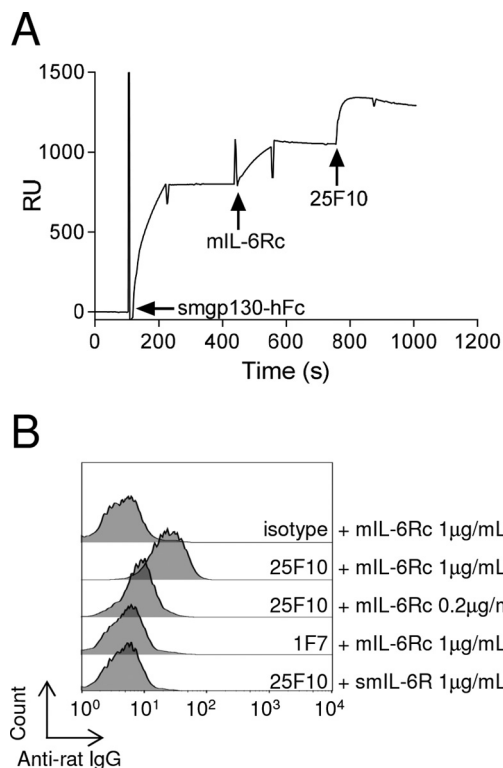 A
1500
1000
500
0
RU
25F10
mIL-6Rc
smgp130-hFc
0 200 400 600 800 1000 1200
Time (s)
B
isotype + mIL-6Rc 1μg/mL
25F10 + mIL-6Rc 1μg/mL
25F10 + mIL-6Rc 0.2μg/m
1F7 + mIL-6Rc 1μg/mL
25F10 + smIL-6R 1μg/mL
10⁰ 10¹ 10² 10³ 10⁴
Count
Anti-rat IgG